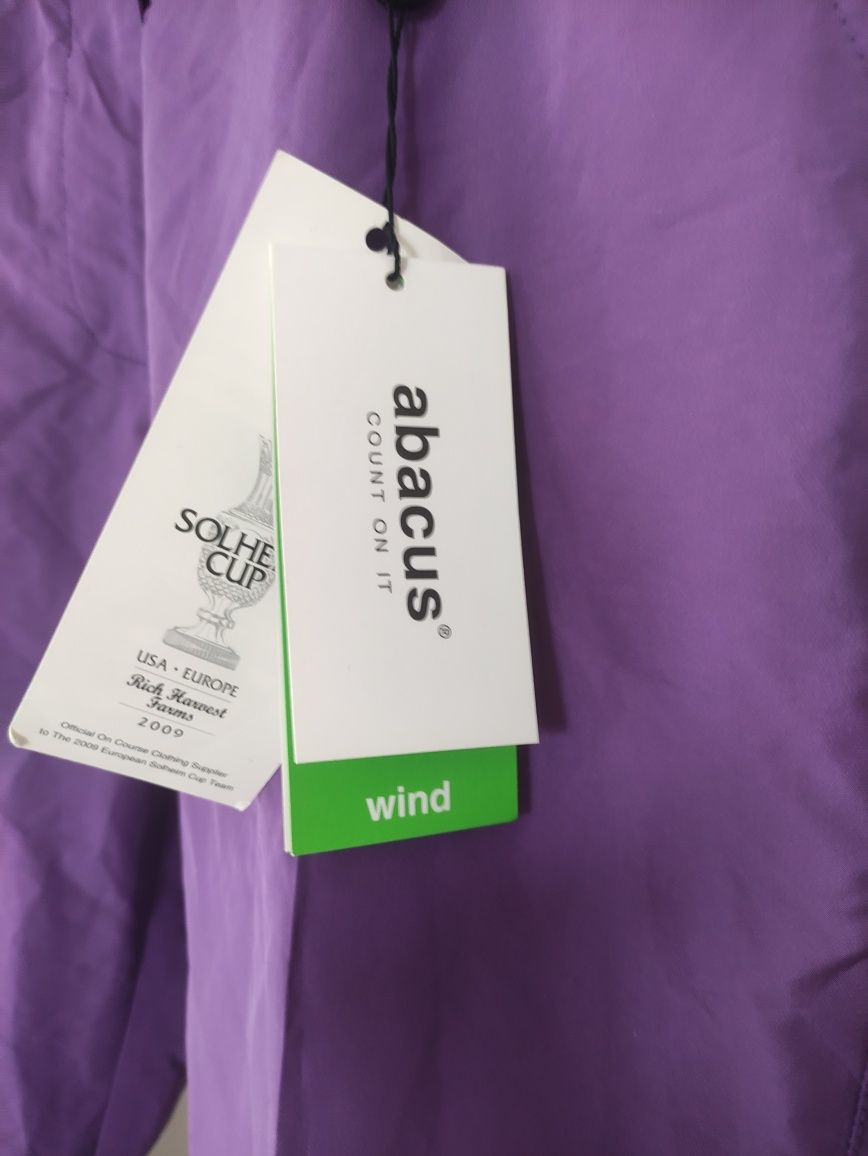 abacus®
COUNT ON IT
wind
SOLHE
CUP
USA · EUROPE
Rich Harvest
Farms
2009
Official On Course Clothing Supplier
to The 2009 European Solheim Cup Team